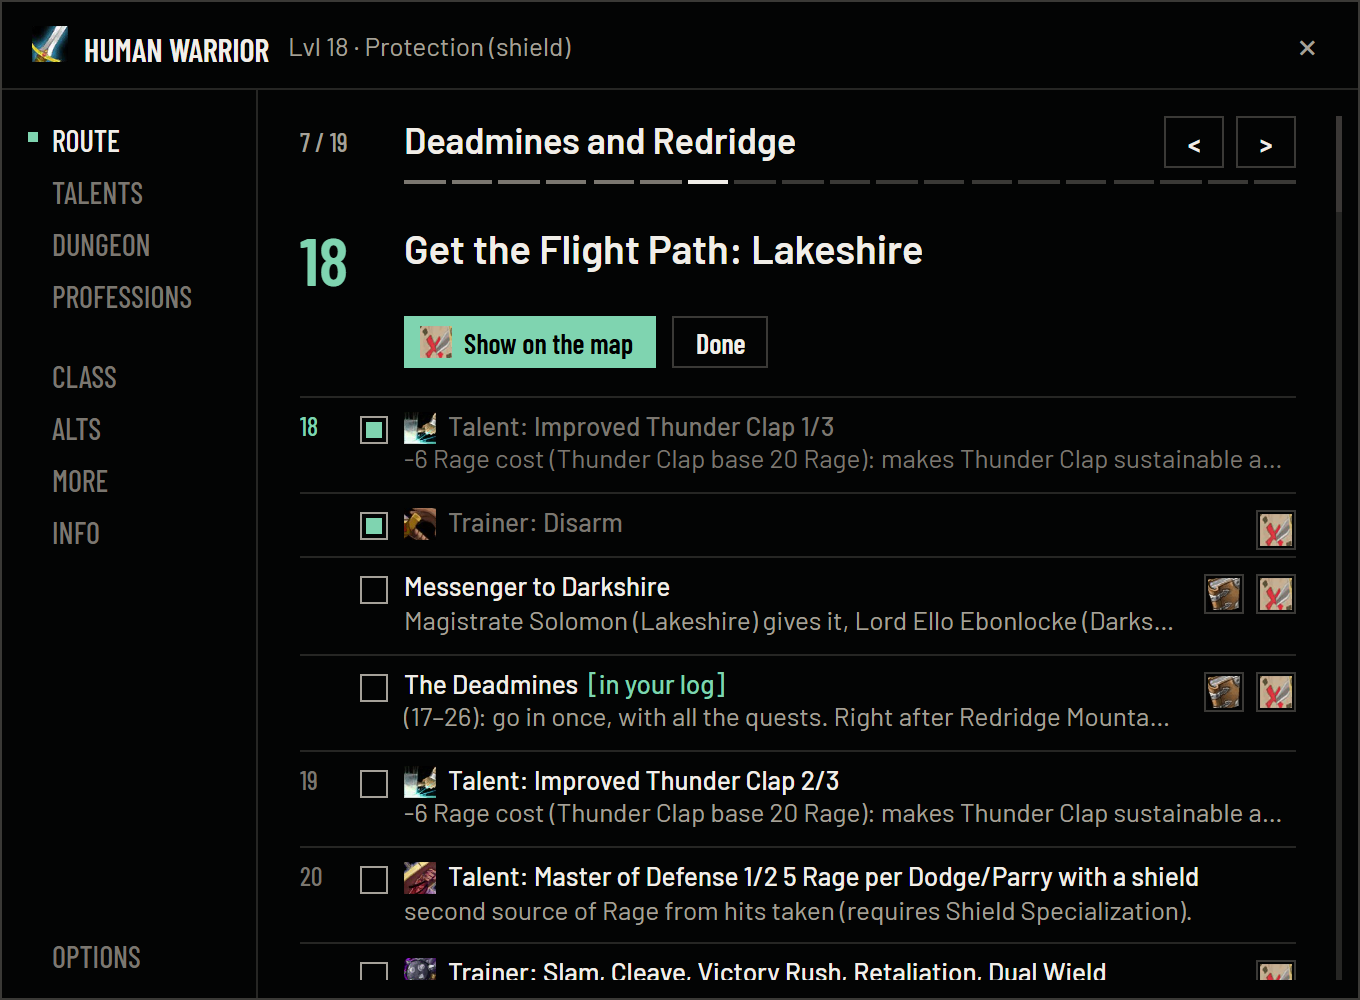 HUMAN WARRIOR Lvl 18 · Protection (shield) ×
ROUTE
TALENTS
DUNGEON
PROFESSIONS
CLASS
ALTS
MORE
INFO
OPTIONS
7 / 19 Deadmines and Redridge < >
18 Get the Flight Path: Lakeshire
Show on the map Done
18 Talent: Improved Thunder Clap 1/3
-6 Rage cost (Thunder Clap base 20 Rage): makes Thunder Clap sustainable a...
Trainer: Disarm
Messenger to Darkshire
Magistrate Solomon (Lakeshire) gives it, Lord Ello Ebonlocke (Darks...
The Deadmines [in your log]
(17–26): go in once, with all the quests. Right after Redridge Mounta...
19 Talent: Improved Thunder Clap 2/3
-6 Rage cost (Thunder Clap base 20 Rage): makes Thunder Clap sustainable a...
20 Talent: Master of Defense 1/2 5 Rage per Dodge/Parry with a shield
second source of Rage from hits taken (requires Shield Specialization).
Trainer: Slam, Cleave, Victory Rush, Retaliation, Dual Wield